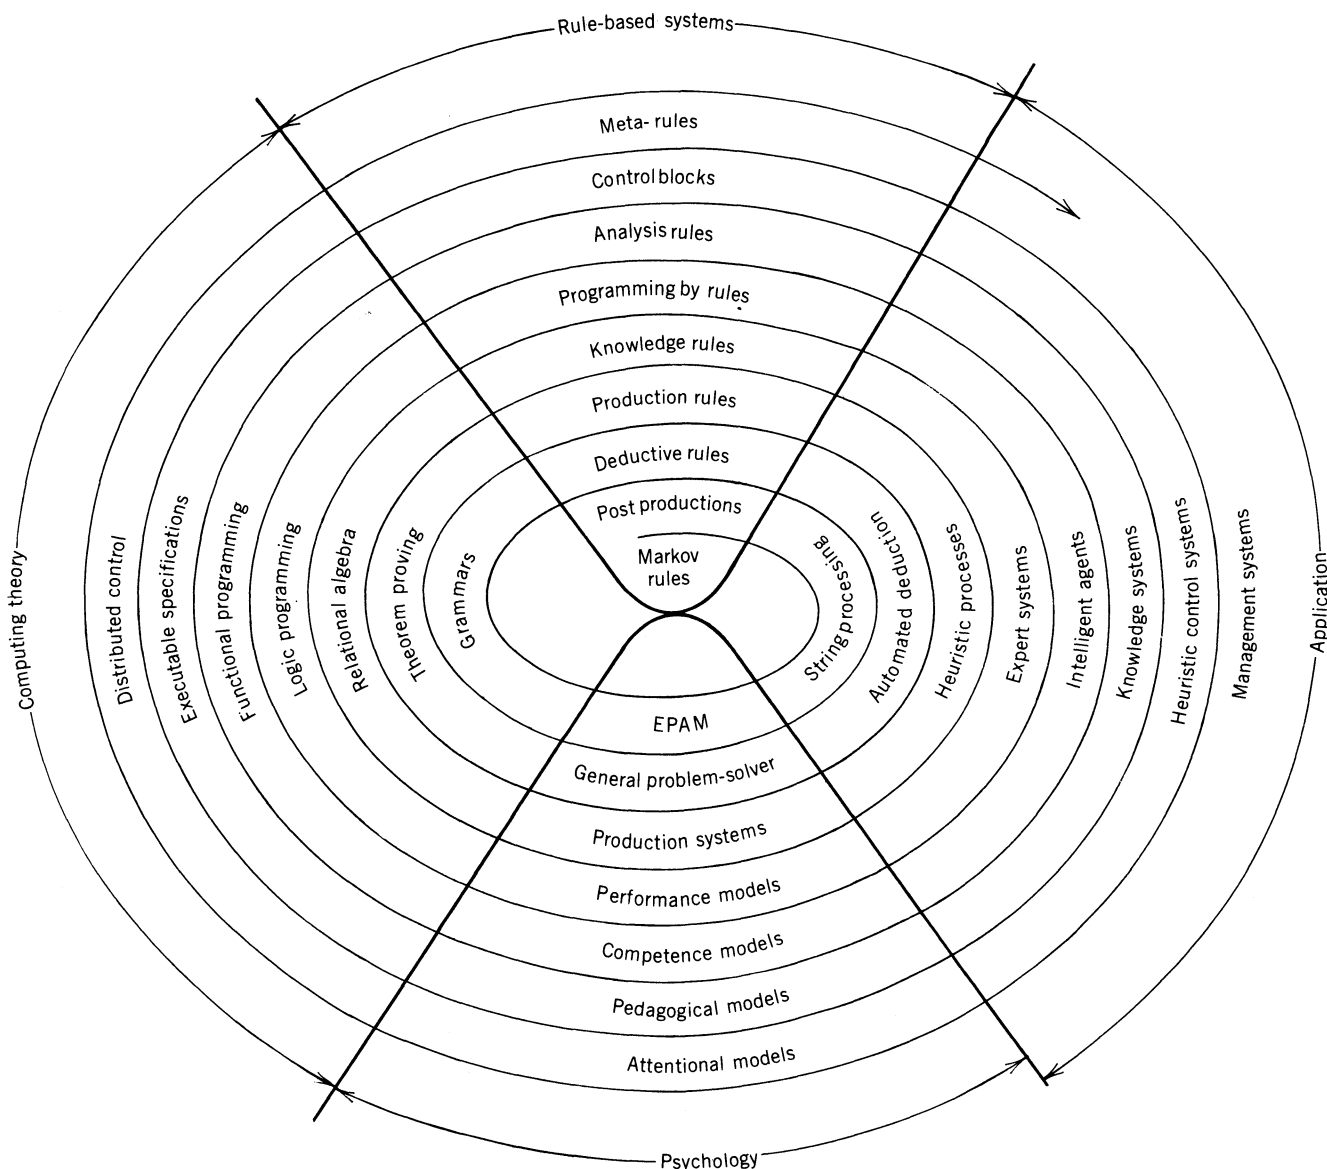 Rule-based systems
Meta-rules
Control blocks
Analysis rules
Programming by rules
Knowledge rules
Production rules
Deductive rules
Post productions
Markov
rules
Computing theory
Distributed control
Executable specifications
Functional programming
Logic programming
Relational algebra
Theorem proving
Grammars
String processing
Automated deduction
Heuristic processes
Expert systems
Intelligent agents
Knowledge systems
Heuristic control systems
Management systems
Application
EPAM
General problem-solver
Production systems
Performance models
Competence models
Pedagogical models
Attentional models
Psychology